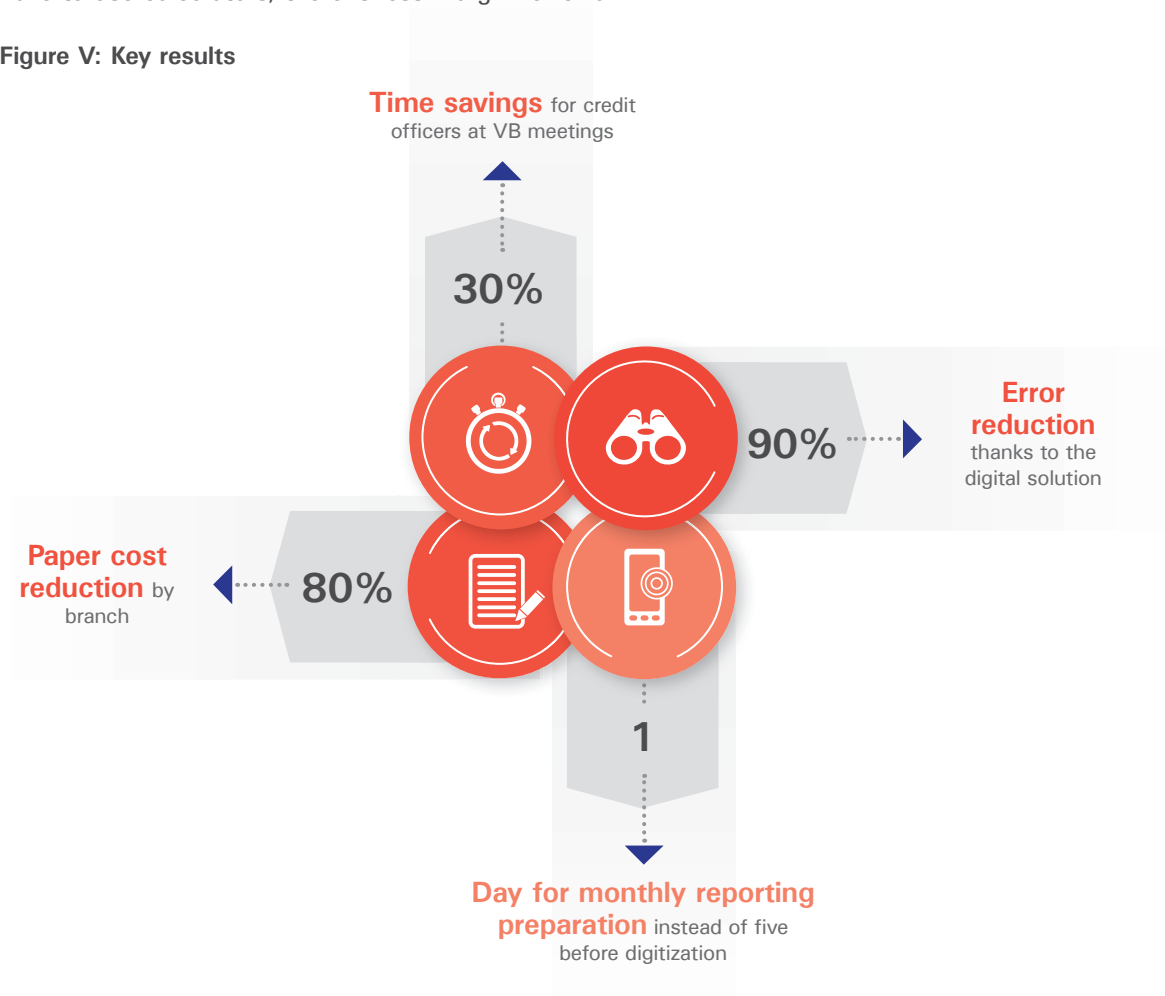 Figure V: Key results
Time savings for credit
officers at VB meetings
30%
90%
Error
reduction
thanks to the
digital solution
Paper cost
reduction by
branch
80%
1
Day for monthly reporting
preparation instead of five
before digitization